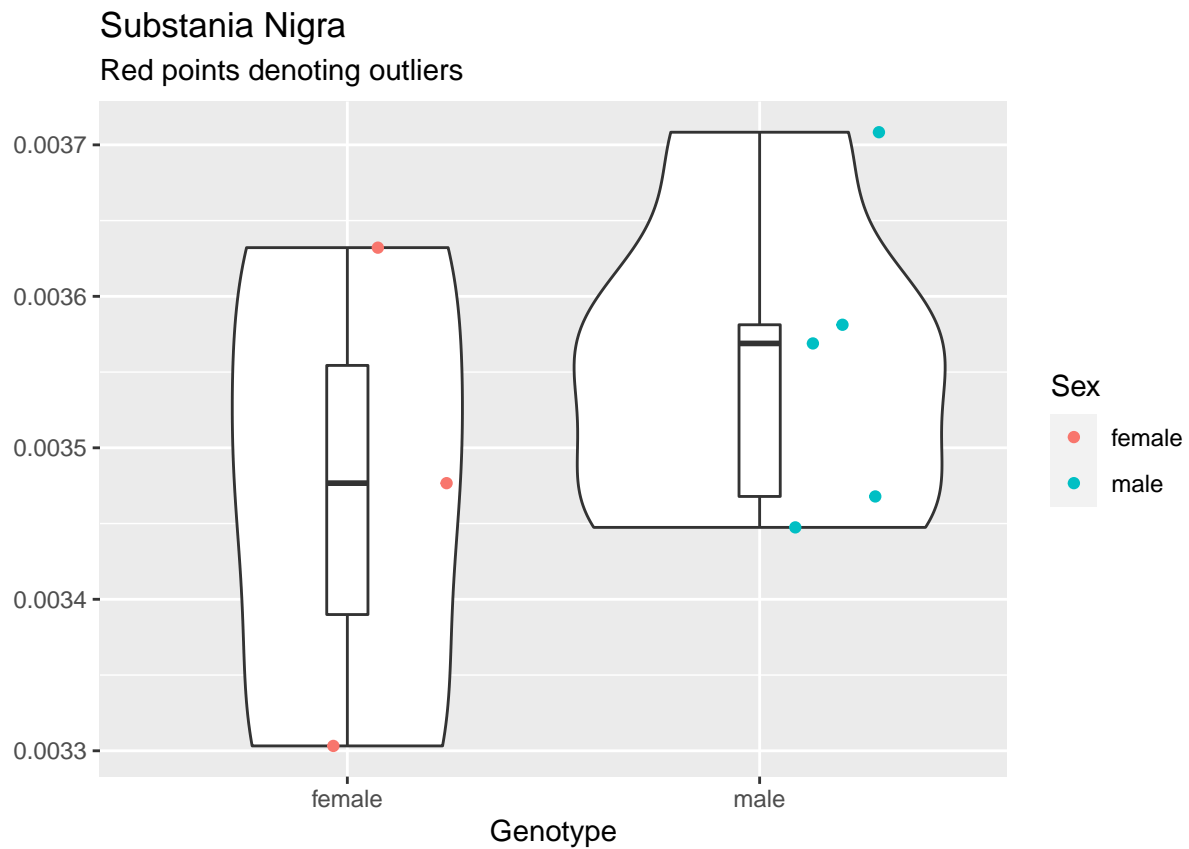 Substania Nigra
Red points denoting outliers
0.0037
0.0036
0.0035
0.0034
0.0033
female
male
Genotype
Sex
female
male